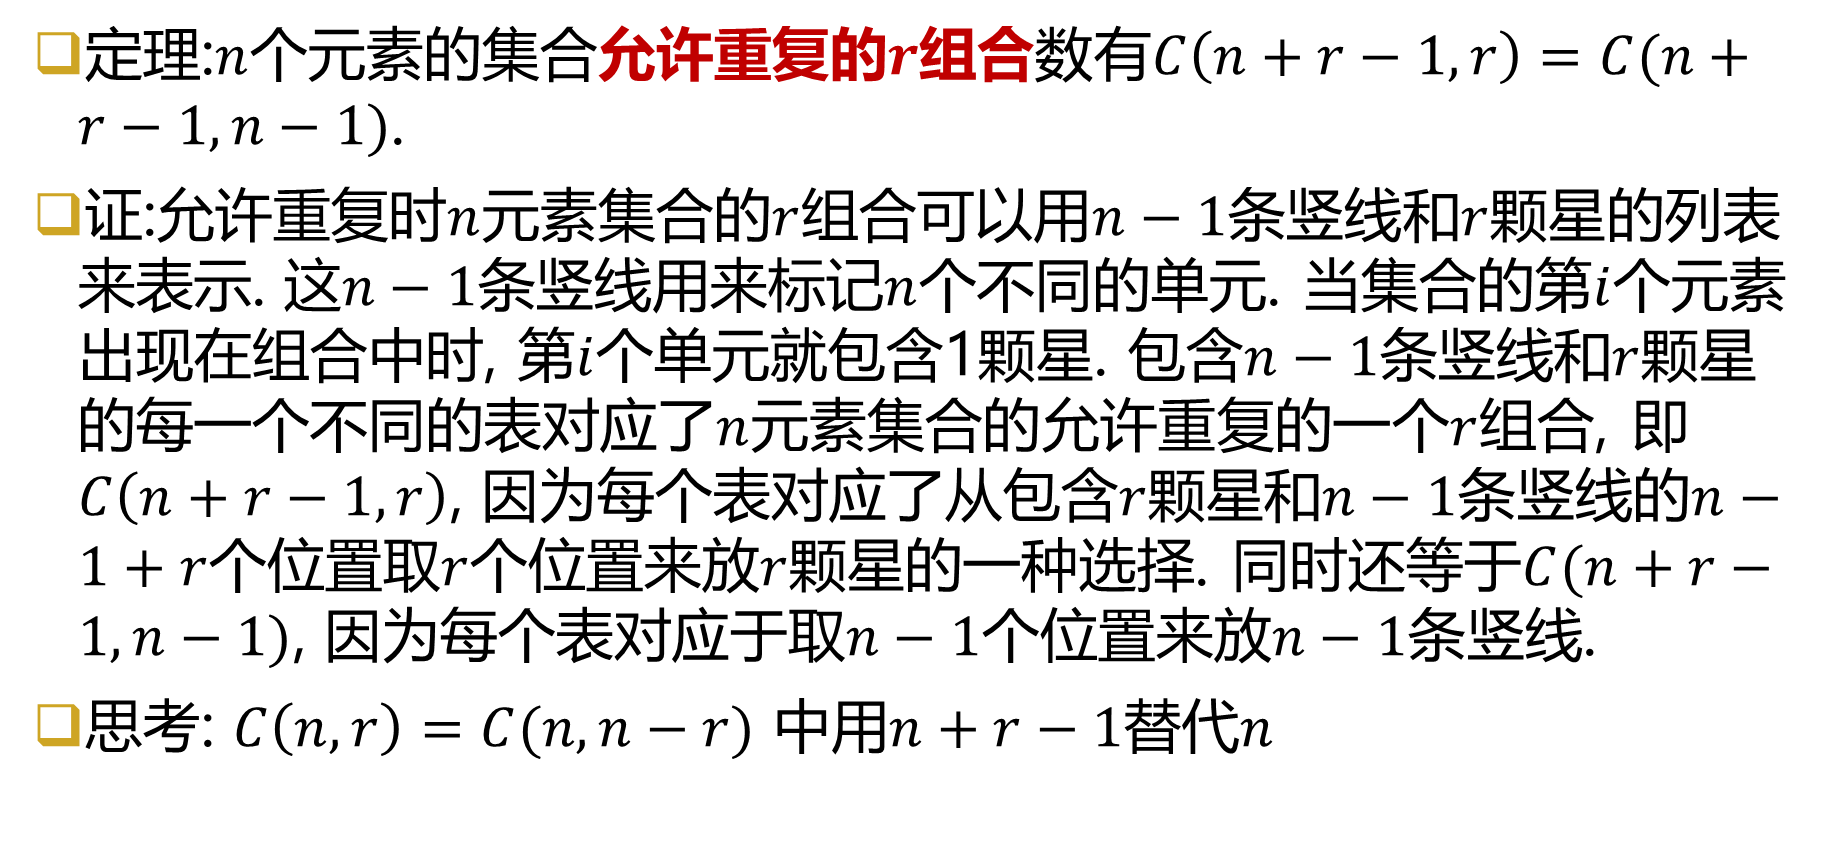 定理:n个元素的集合允许重复的r组合数有C(n + r − 1, r) = C(n +
r − 1, n − 1).
证:允许重复时n元素集合的r组合可以用n − 1条竖线和r颗星的列表
来表示. 这n − 1条竖线用来标记n个不同的单元. 当集合的第i个元素
出现在组合中时, 第i个单元就包含1颗星. 包含n − 1条竖线和r颗星
的每一个不同的表对应了n元素集合的允许重复的一个r组合, 即
C(n + r − 1, r), 因为每个表对应了从包含r颗星和n − 1条竖线的n −
1 + r个位置取r个位置来放r颗星的一种选择. 同时还等于C(n + r −
1, n − 1), 因为每个表对应于取n − 1个位置来放n − 1条竖线.
思考: C(n, r) = C(n, n − r) 中用n + r − 1替代n